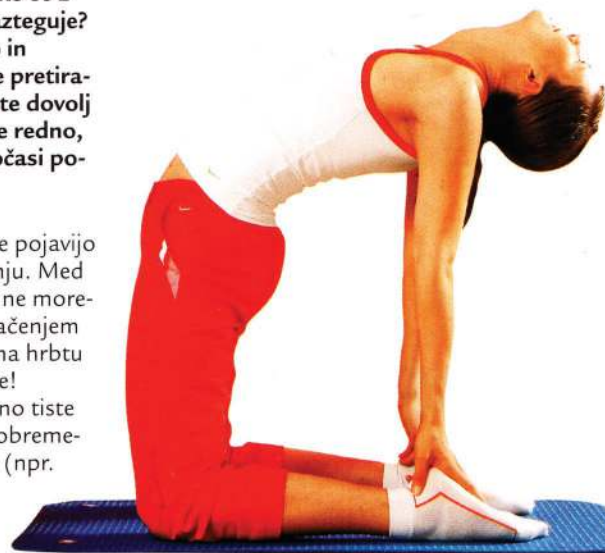 azteguje?
in
e pretira-
te dovolj
e redno,
očasi po-
e pojavijo
nju. Med
ne more-
ačenjem
na hrbtu
e!
no tiste
obreme-
(npr.